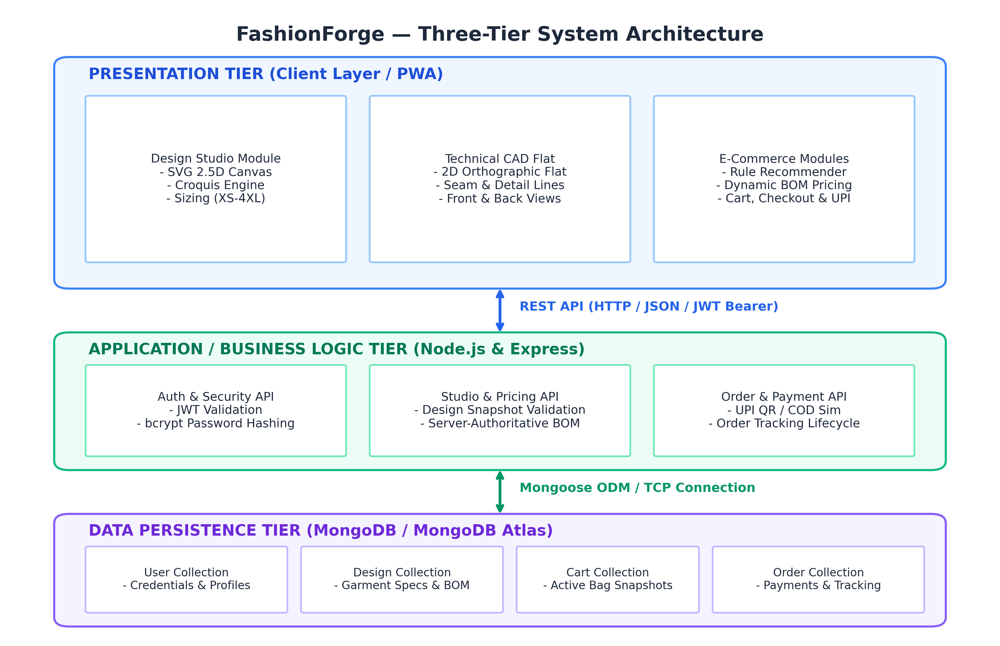 FashionForge — Three-Tier System Architecture
PRESENTATION TIER (Client Layer / PWA)
Design Studio Module
- SVG 2.5D Canvas
- Croquis Engine
- Sizing (XS-4XL)
Technical CAD Flat
- 2D Orthographic Flat
- Seam & Detail Lines
- Front & Back Views
E-Commerce Modules
- Rule Recommender
- Dynamic BOM Pricing
- Cart, Checkout & UPI
REST API (HTTP / JSON / JWT Bearer)
APPLICATION / BUSINESS LOGIC TIER (Node.js & Express)
Auth & Security API
- JWT Validation
- bcrypt Password Hashing
Studio & Pricing API
- Design Snapshot Validation
- Server-Authoritative BOM
Order & Payment API
- UPI QR / COD Sim
- Order Tracking Lifecycle
Mongoose ODM / TCP Connection
DATA PERSISTENCE TIER (MongoDB / MongoDB Atlas)
User Collection
- Credentials & Profiles
Design Collection
- Garment Specs & BOM
Cart Collection
- Active Bag Snapshots
Order Collection
- Payments & Tracking